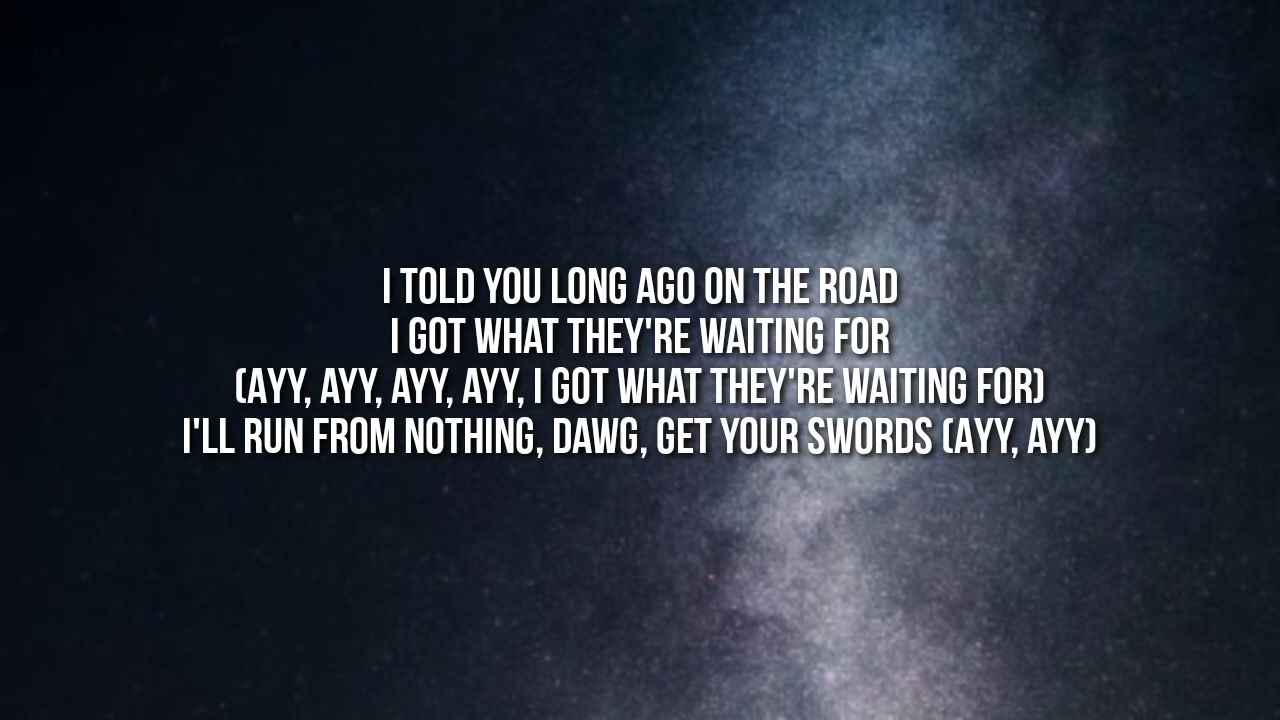 I TOLD YOU LONG AGO ON THE ROAD
I GOT WHAT THEY'RE WAITING FOR
(AYY, AYY, AYY, AYY, I GOT WHAT THEY'RE WAITING FOR)
I'LL RUN FROM NOTHING, DAWG, GET YOUR SWORDS (AYY, AYY)